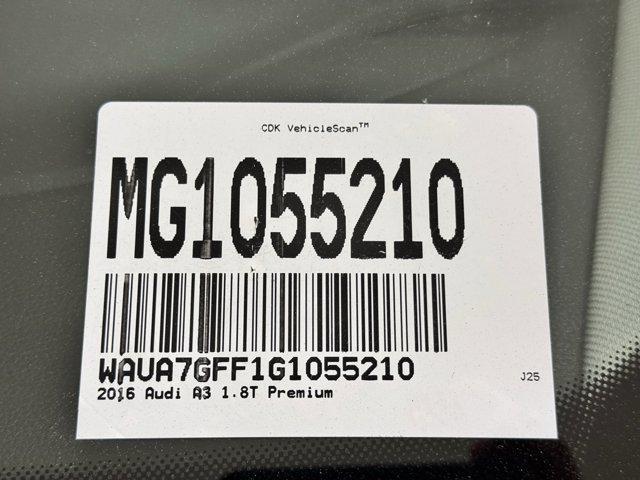 CDK VehicleScan™
MG1055210
WAUA7GFF1G1055210
J25
2016 Audi A3 1.8T Premium